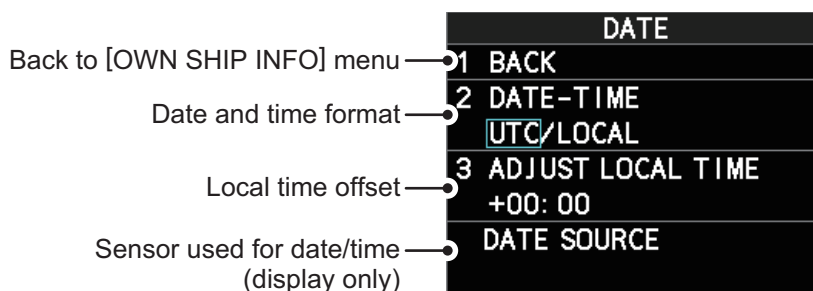 DATE
Back to [OWN SHIP INFO] menu
1 BACK
Date and time format
2 DATE-TIME
UTC/LOCAL
Local time offset
3 ADJUST LOCAL TIME
+00:00
Sensor used for date/time
(display only)
DATE SOURCE